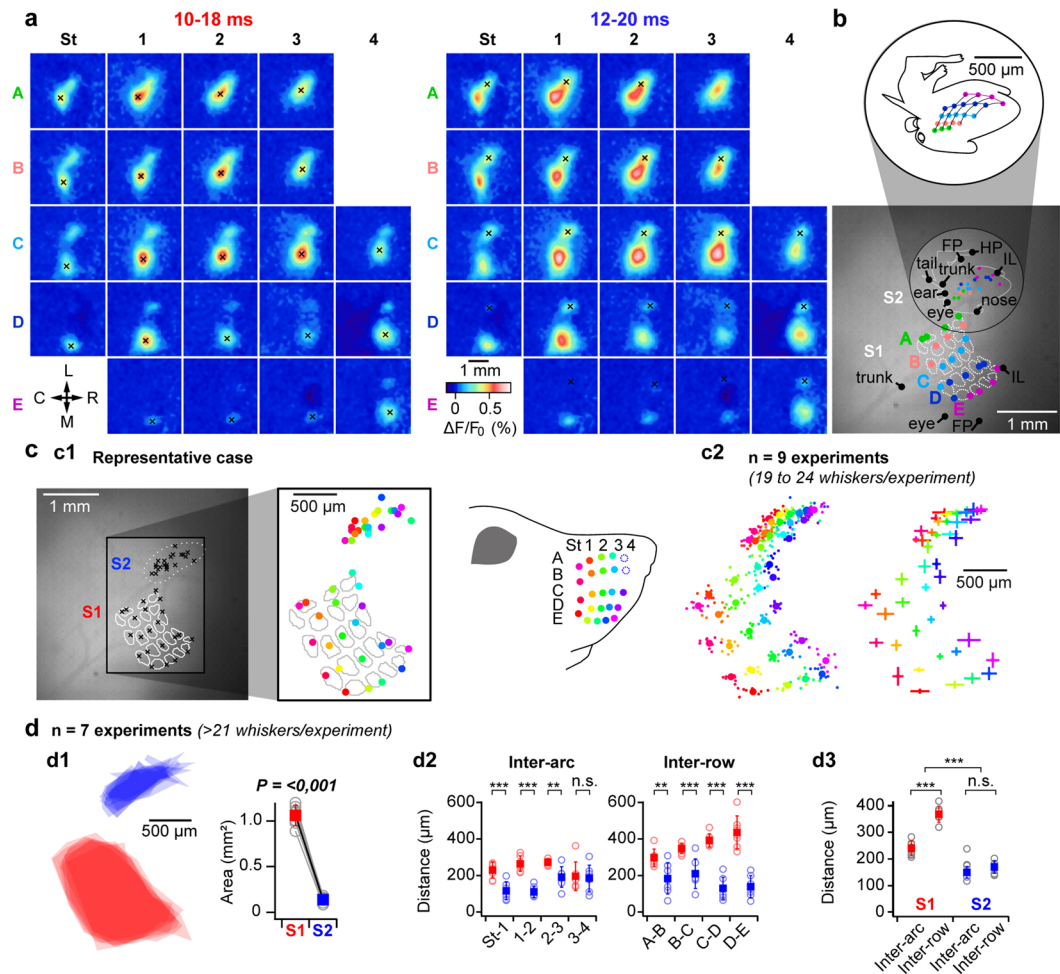 a
10-18 ms
12-20 ms
St 1 2 3 4
St 1 2 3 4
A
A
B
B
C
C
D
D
E
E
L
C R
M
1 mm
0 0.5
ΔF/F0 (%)
b
500 µm
FP HP
tail trunk IL
S2
ear
eye nose
A
S1
B
trunk
C
D
E
IL
eye FP
1 mm
c c1 Representative case
1 mm
S2
S1
500 µm
St 1 2 3 4
A
B
C
D
E
c2 n = 9 experiments
(19 to 24 whiskers/experiment)
500 µm
d n = 7 experiments (>21 whiskers/experiment)
d1
500 µm
P = <0,001
Area (mm²)
1.0
0.5
0
S1 S2
d2
Inter-arc
Inter-row
*** *** ** n.s.
** *** *** ***
Distance (µm)
600
400
200
0
St-1 1-2 2-3 3-4
600
400
200
0
A-B B-C C-D D-E
d3
***
*** n.s.
Distance (µm)
400
300
200
100
0
S1 S2
Inter-arc Inter-row Inter-arc Inter-row